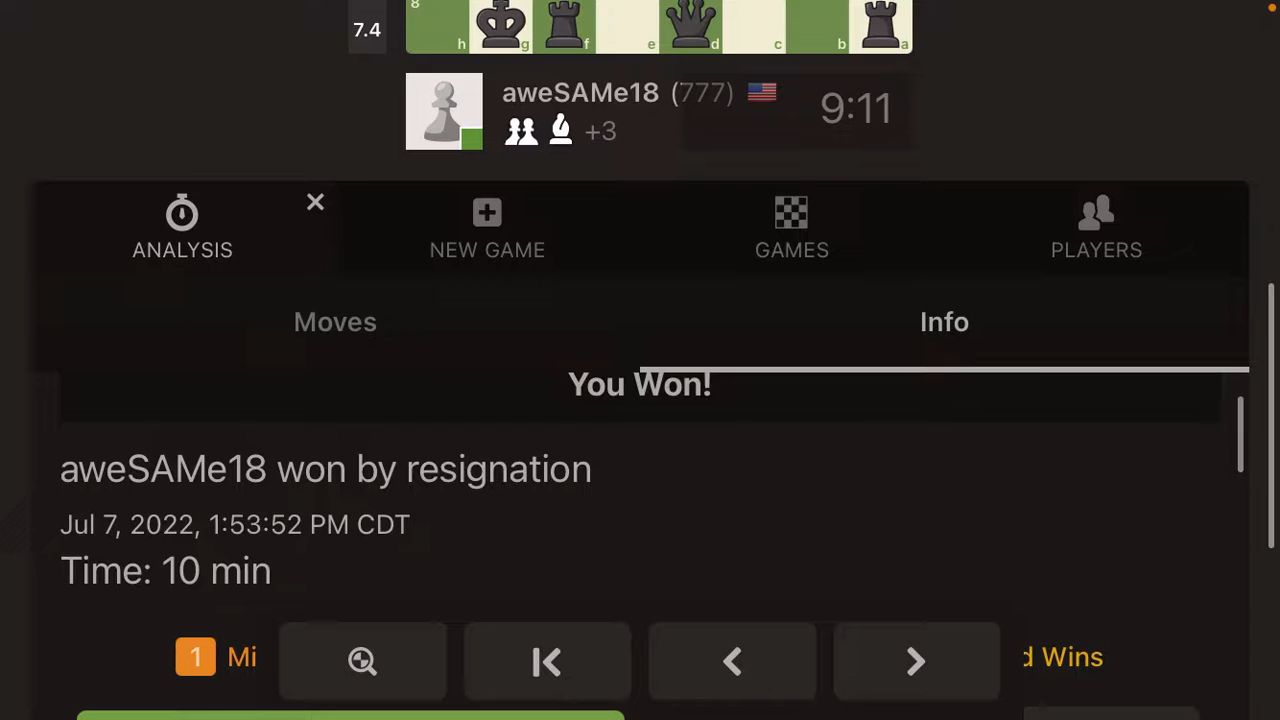 7.4
8
h g f e d c b a
aweSAMe18 (777)
+3
9:11
ANALYSIS
NEW GAME
GAMES
PLAYERS
Moves
Info
You Won!
aweSAMe18 won by resignation
Jul 7, 2022, 1:53:52 PM CDT
Time: 10 min
1 Mi
d Wins